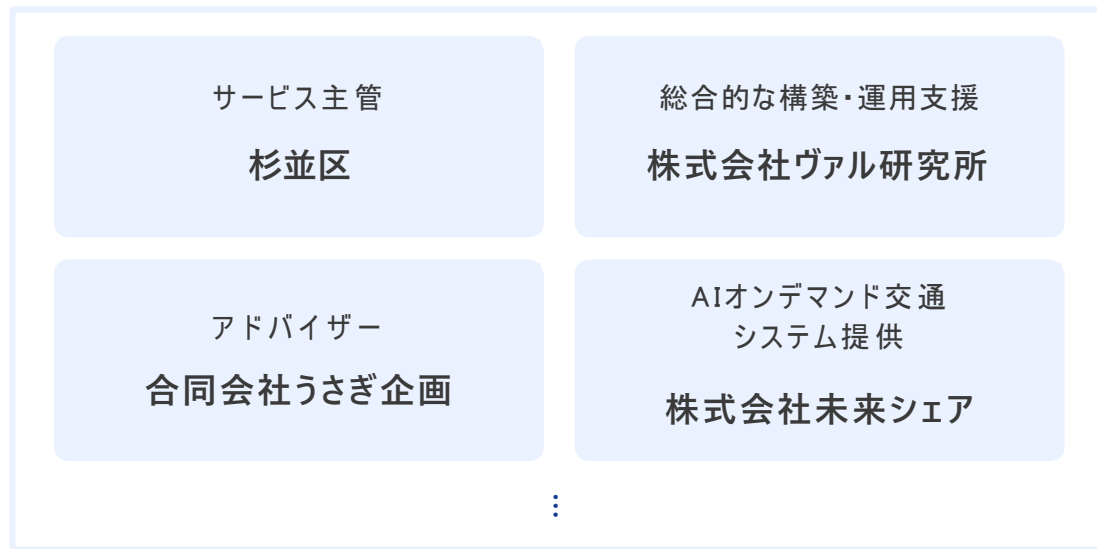 サービス主管
杉並区
総合的な構築・運用支援
株式会社ヴァル研究所
アドバイザー
合同会社うさぎ企画
AIオンデマンド交通
システム提供
株式会社未来シェア
⋮